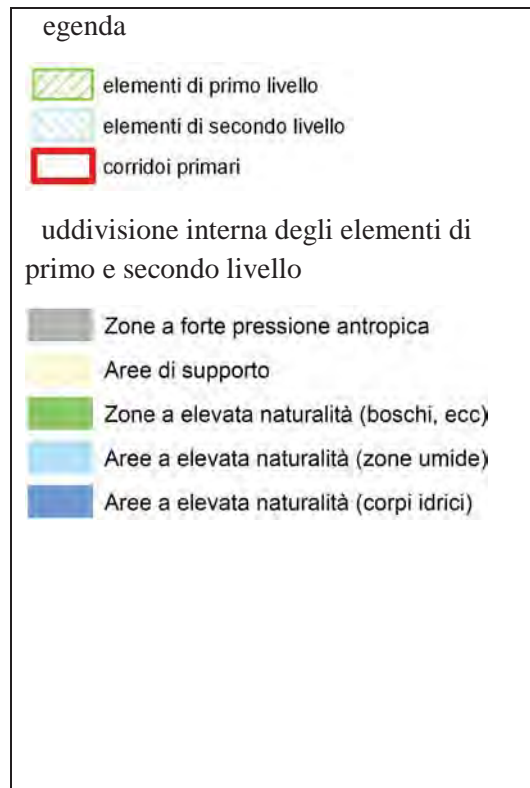 egenda
elementi di primo livello
elementi di secondo livello
corridoi primari
uddivisione interna degli elementi di
primo e secondo livello
Zone a forte pressione antropica
Aree di supporto
Zone a elevata naturalità (boschi, ecc)
Aree a elevata naturalità (zone umide)
Aree a elevata naturalità (corpi idrici)